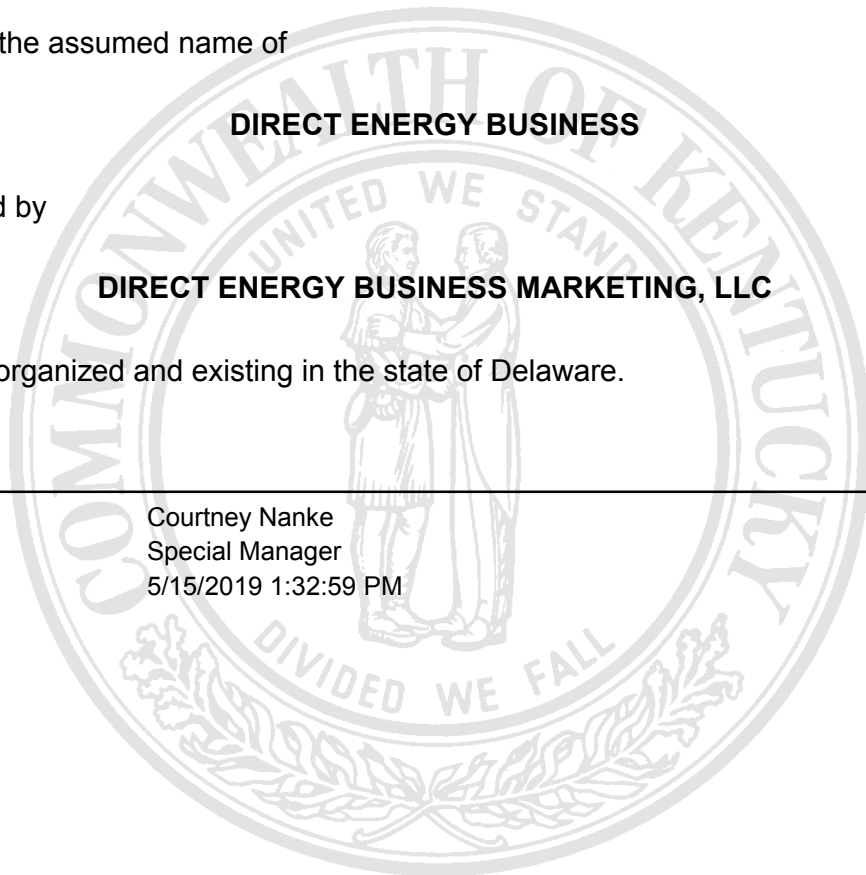 the assumed name of
DIRECT ENERGY BUSINESS
d by
DIRECT ENERGY BUSINESS MARKETING, LLC
organized and existing in the state of Delaware.
Courtney Nanke
Special Manager
5/15/2019 1:32:59 PM
COMMONWEALTH OF KENTUCKY
UNITED WE STAND
DIVIDED WE FALL